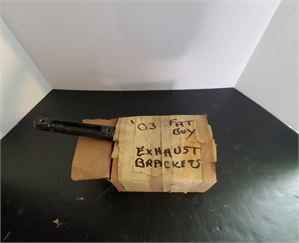 '03 FAT
BOY
EXHAUST
BRACKETS